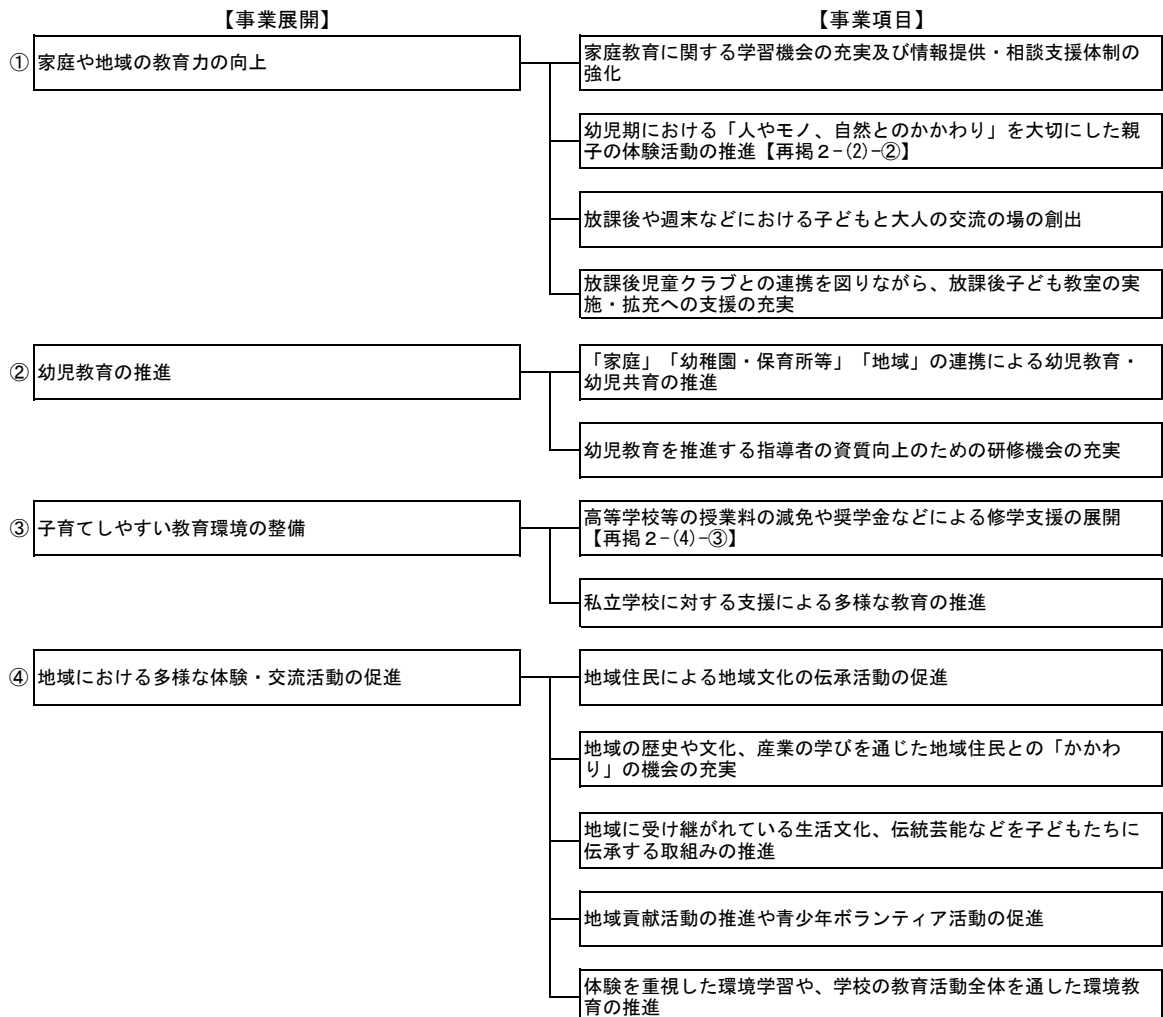 【事業展開】
【事業項目】
① 家庭や地域の教育力の向上
家庭教育に関する学習機会の充実及び情報提供・相談支援体制の
強化
幼児期における「人やモノ、自然とのかかわり」を大切にした親
子の体験活動の推進【再掲２-(2)-②】
放課後や週末などにおける子どもと大人の交流の場の創出
放課後児童クラブとの連携を図りながら、放課後子ども教室の実
施・拡充への支援の充実
② 幼児教育の推進
「家庭」「幼稚園・保育所等」「地域」の連携による幼児教育・
幼児共育の推進
幼児教育を推進する指導者の資質向上のための研修機会の充実
③ 子育てしやすい教育環境の整備
高等学校等の授業料の減免や奨学金などによる修学支援の展開
【再掲２-(4)-③】
私立学校に対する支援による多様な教育の推進
④ 地域における多様な体験・交流活動の促進
地域住民による地域文化の伝承活動の促進
地域の歴史や文化、産業の学びを通じた地域住民との「かかわ
り」の機会の充実
地域に受け継がれている生活文化、伝統芸能などを子どもたちに
伝承する取組みの推進
地域貢献活動の推進や青少年ボランティア活動の促進
体験を重視した環境学習や、学校の教育活動全体を通した環境教
育の推進